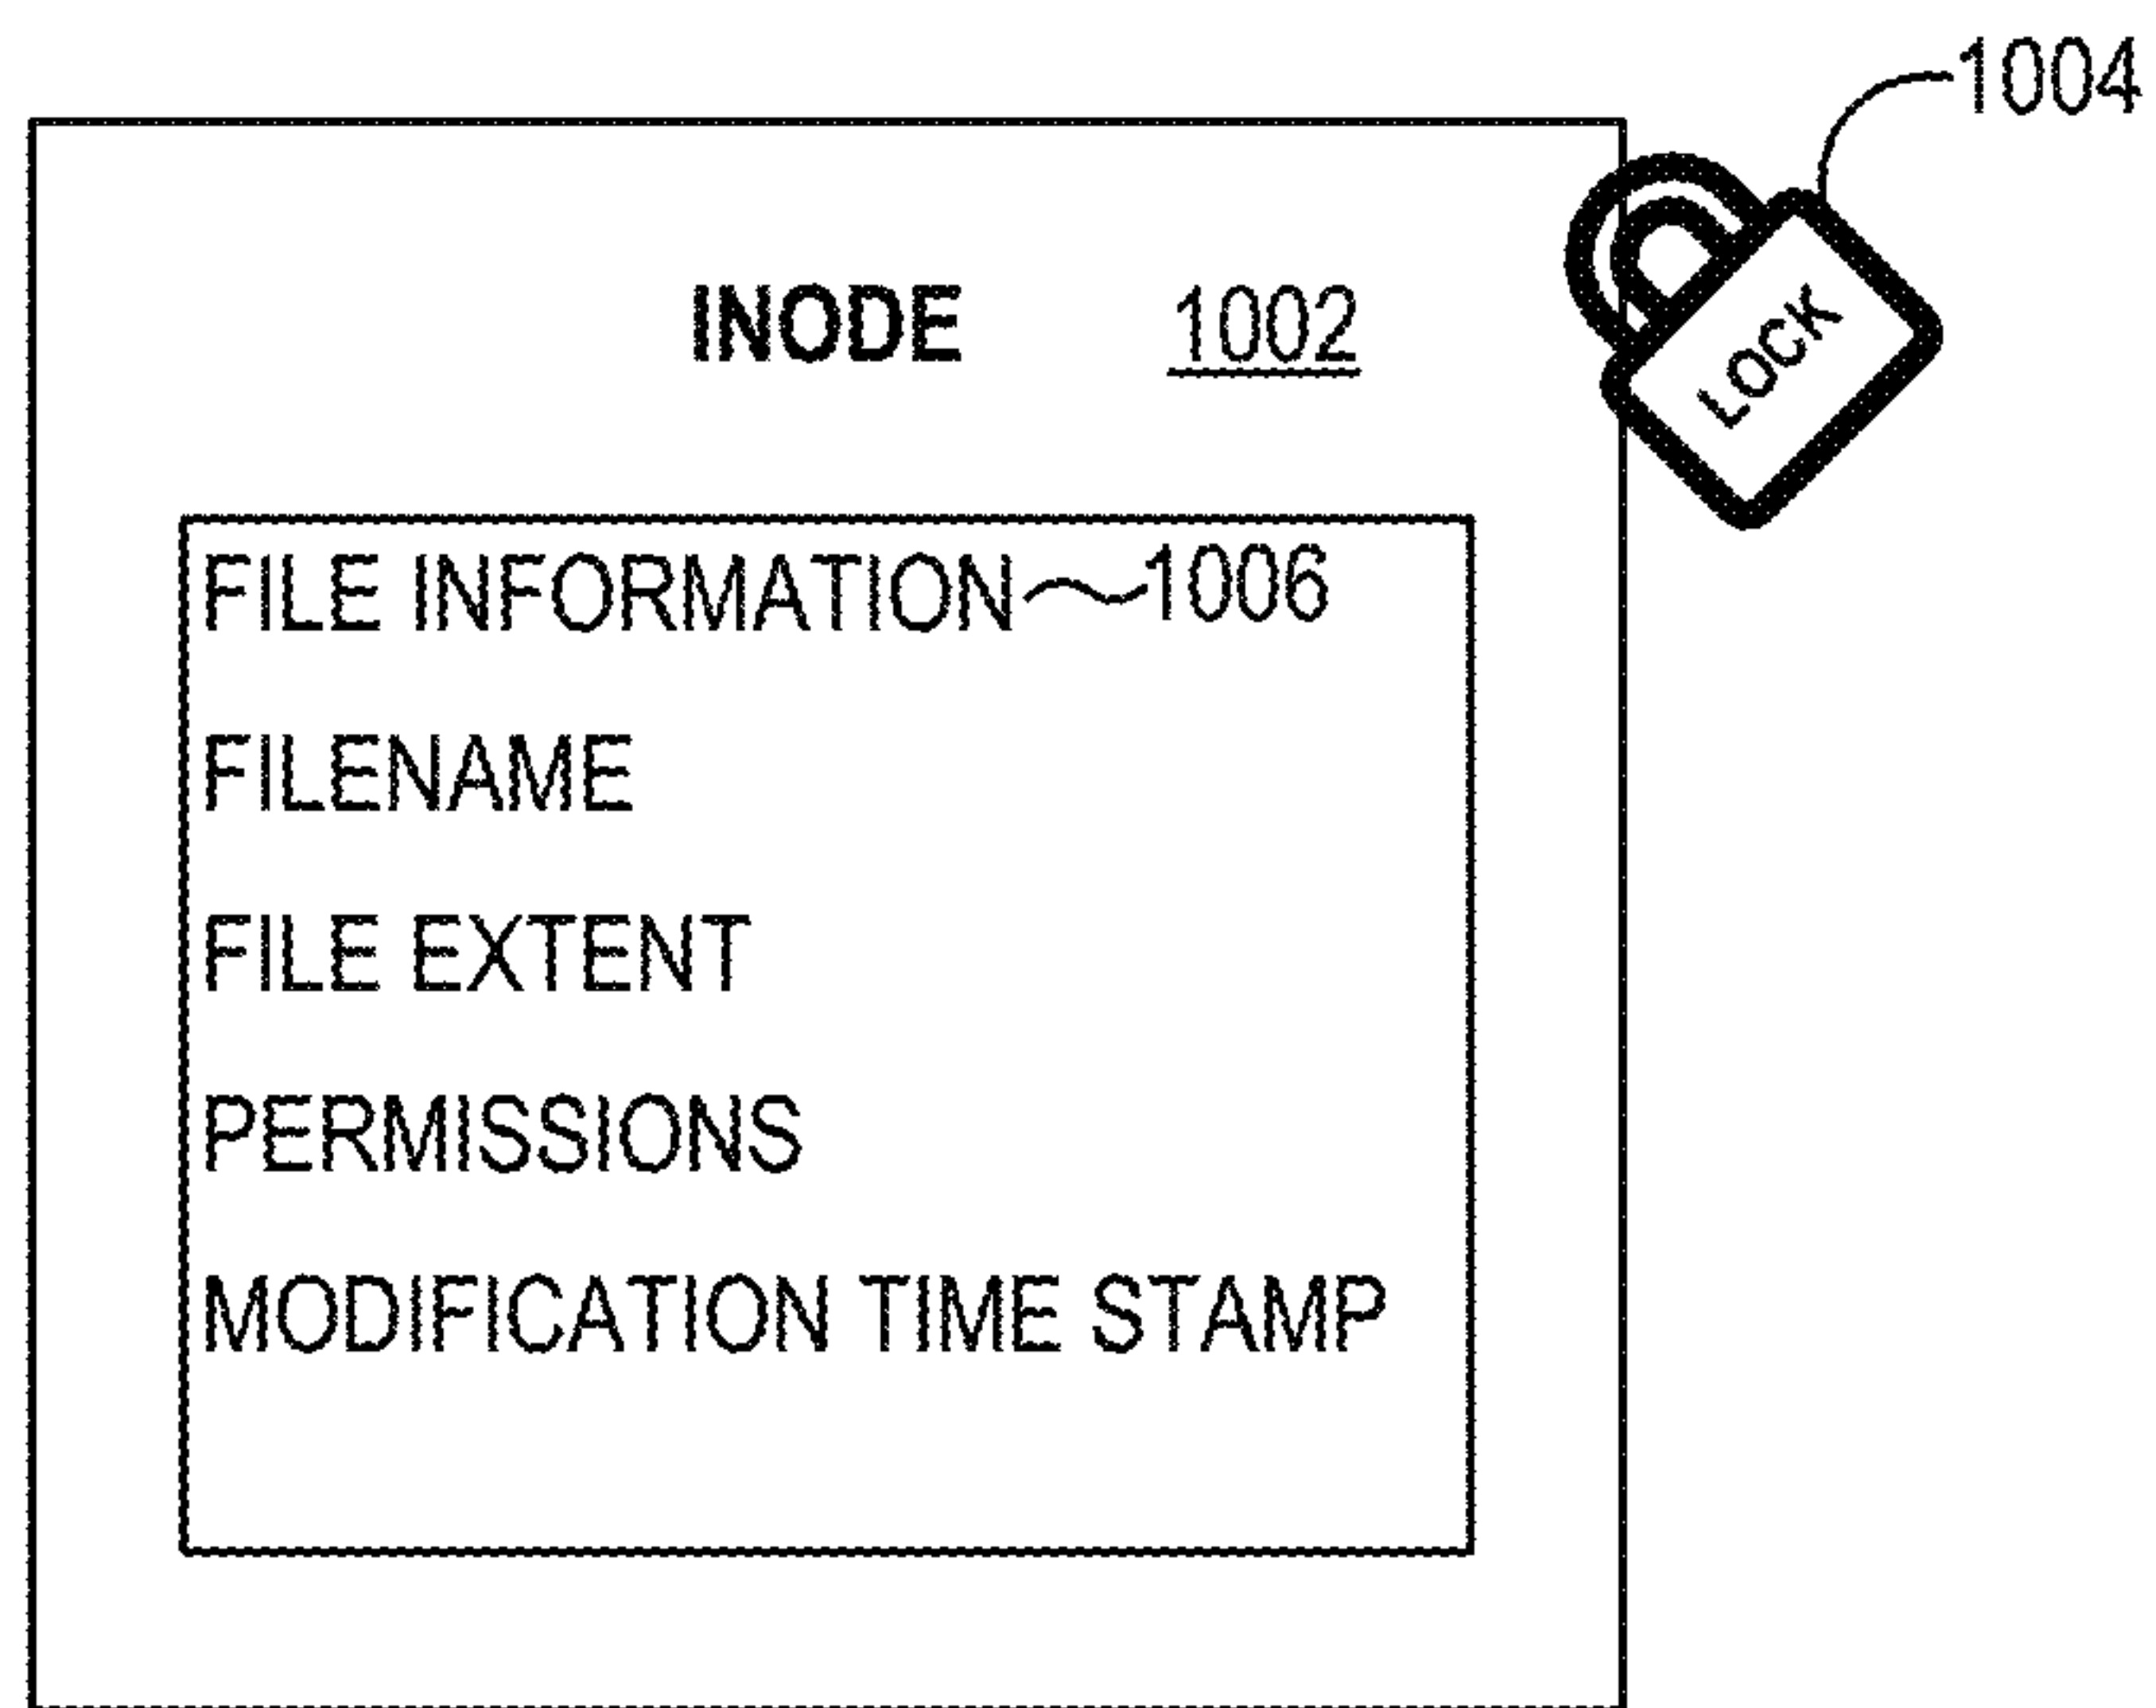 1004
INODE 1002
LOCK
FILE INFORMATION 1006
FILENAME
FILE EXTENT
PERMISSIONS
MODIFICATION TIME STAMP